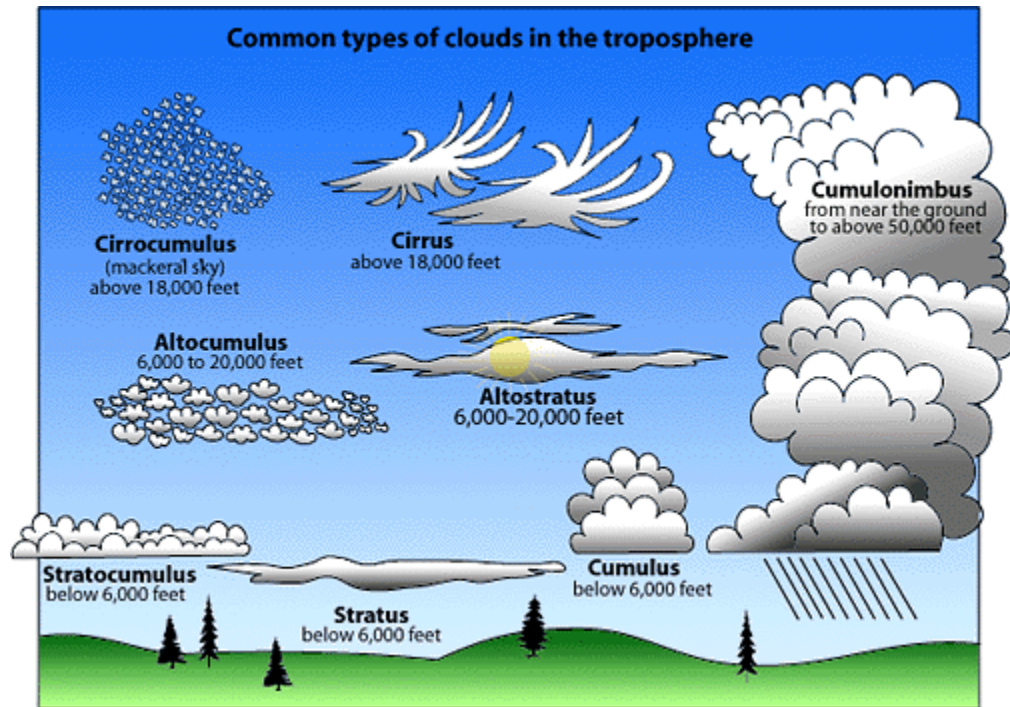 Common types of clouds in the troposphere
Cirrocumulus
(mackeral sky)
above 18,000 feet
Cirrus
above 18,000 feet
Cumulonimbus
from near the ground
to above 50,000 feet
Altocumulus
6,000 to 20,000 feet
Altostratus
6,000-20,000 feet
Stratocumulus
below 6,000 feet
Stratus
below 6,000 feet
Cumulus
below 6,000 feet